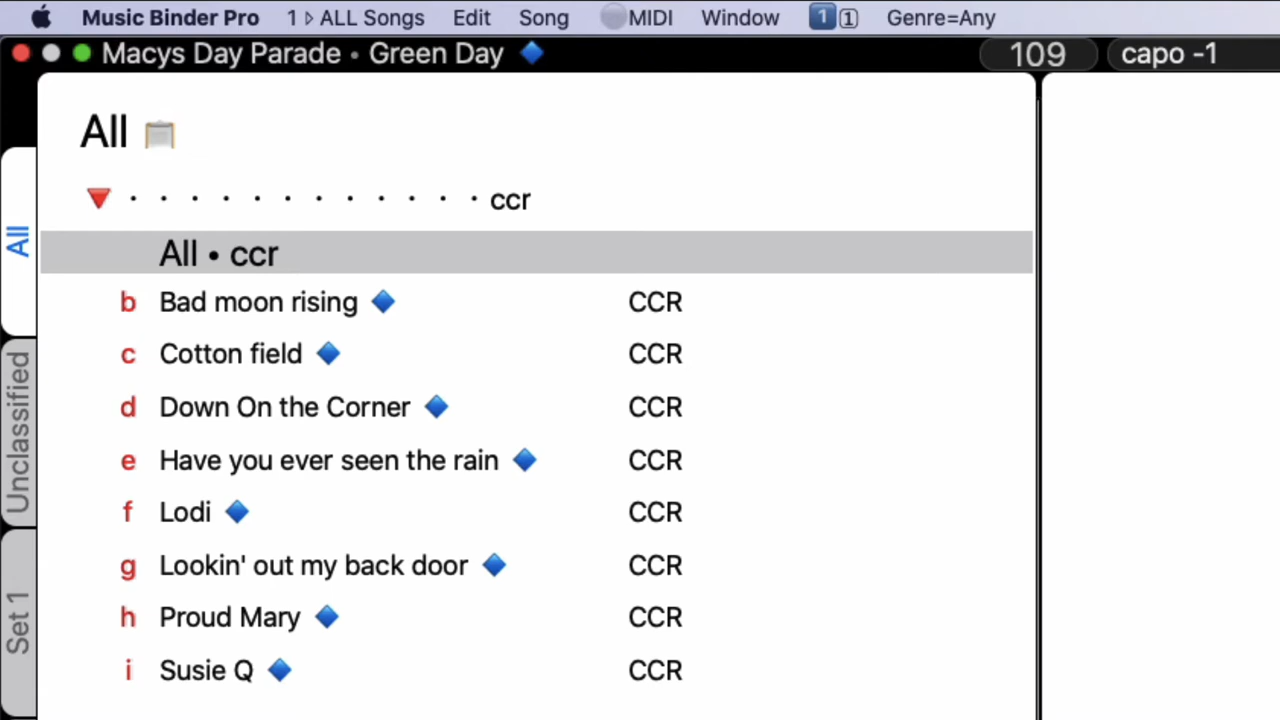 Music Binder Pro 1 ▷ ALL Songs Edit Song MIDI Window 1 1 Genre=Any
Macys Day Parade • Green Day 109 capo -1
All
· · · · · · · · · · · · ccr
All • ccr
b Bad moon rising CCR
c Cotton field CCR
d Down On the Corner CCR
e Have you ever seen the rain CCR
f Lodi CCR
g Lookin' out my back door CCR
h Proud Mary CCR
i Susie Q CCR
All
Unclassified
Set 1